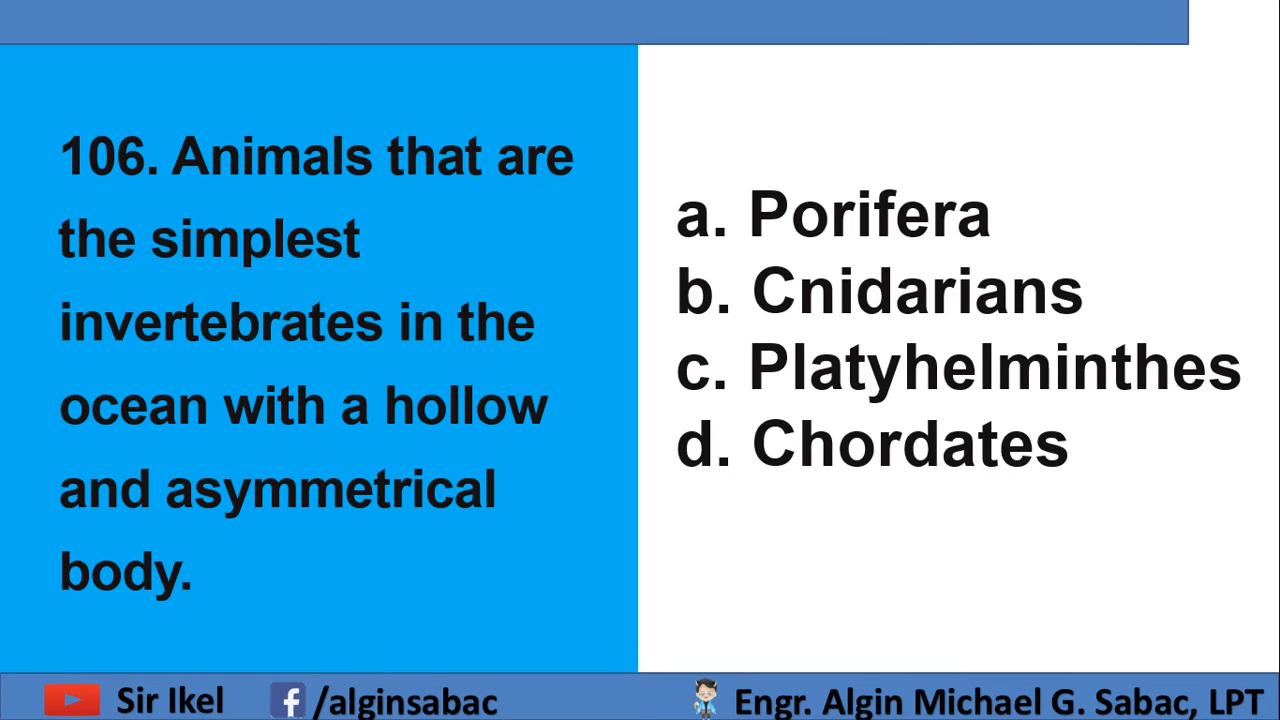 106. Animals that are
the simplest
invertebrates in the
ocean with a hollow
and asymmetrical
body.
a. Porifera
b. Cnidarians
c. Platyhelminthes
d. Chordates
Sir Ikel
/alginsabac
Engr. Algin Michael G. Sabac, LPT